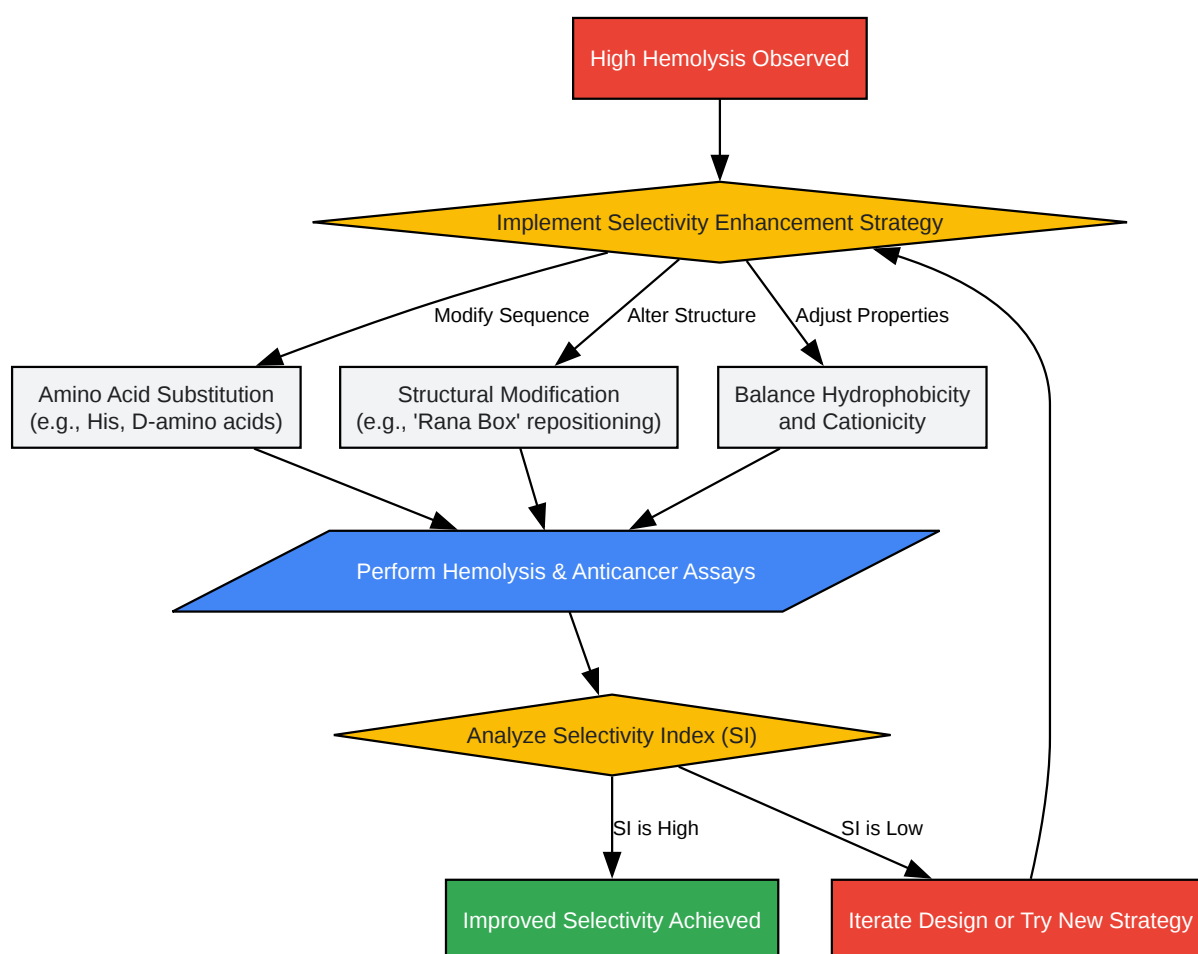 High Hemolysis Observed
Implement Selectivity Enhancement Strategy
Modify Sequence
Alter Structure
Adjust Properties
Amino Acid Substitution
(e.g., His, D-amino acids)
Structural Modification
(e.g., 'Rana Box' repositioning)
Balance Hydrophobicity
and Cationicity
Perform Hemolysis & Anticancer Assays
Analyze Selectivity Index (SI)
SI is High
SI is Low
Improved Selectivity Achieved
Iterate Design or Try New Strategy